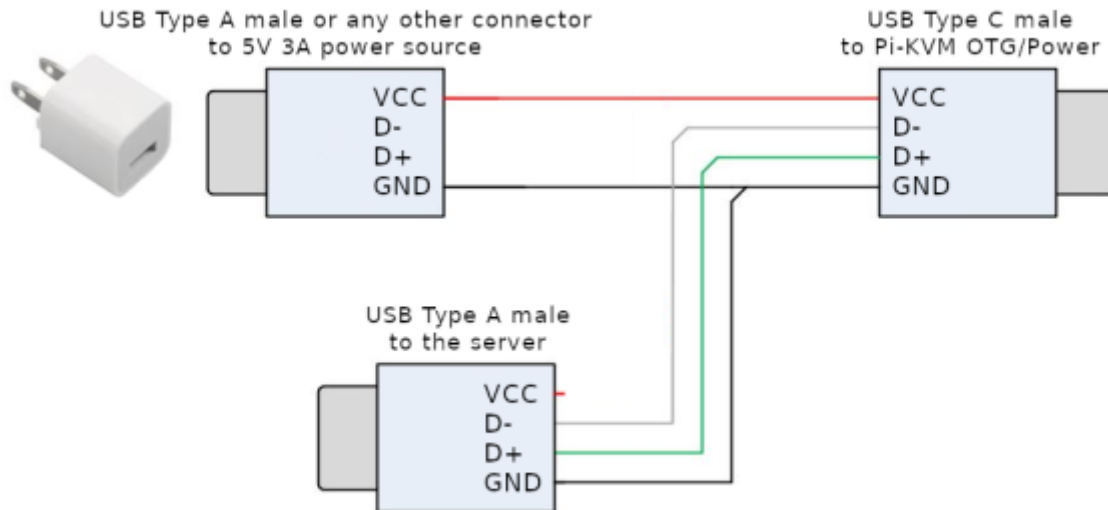 USB Type A male or any other connector
to 5V 3A power source
USB Type C male
to Pi-KVM OTG/Power
VCC
D-
D+
GND
VCC
D-
D+
GND
USB Type A male
to the server
VCC
D-
D+
GND